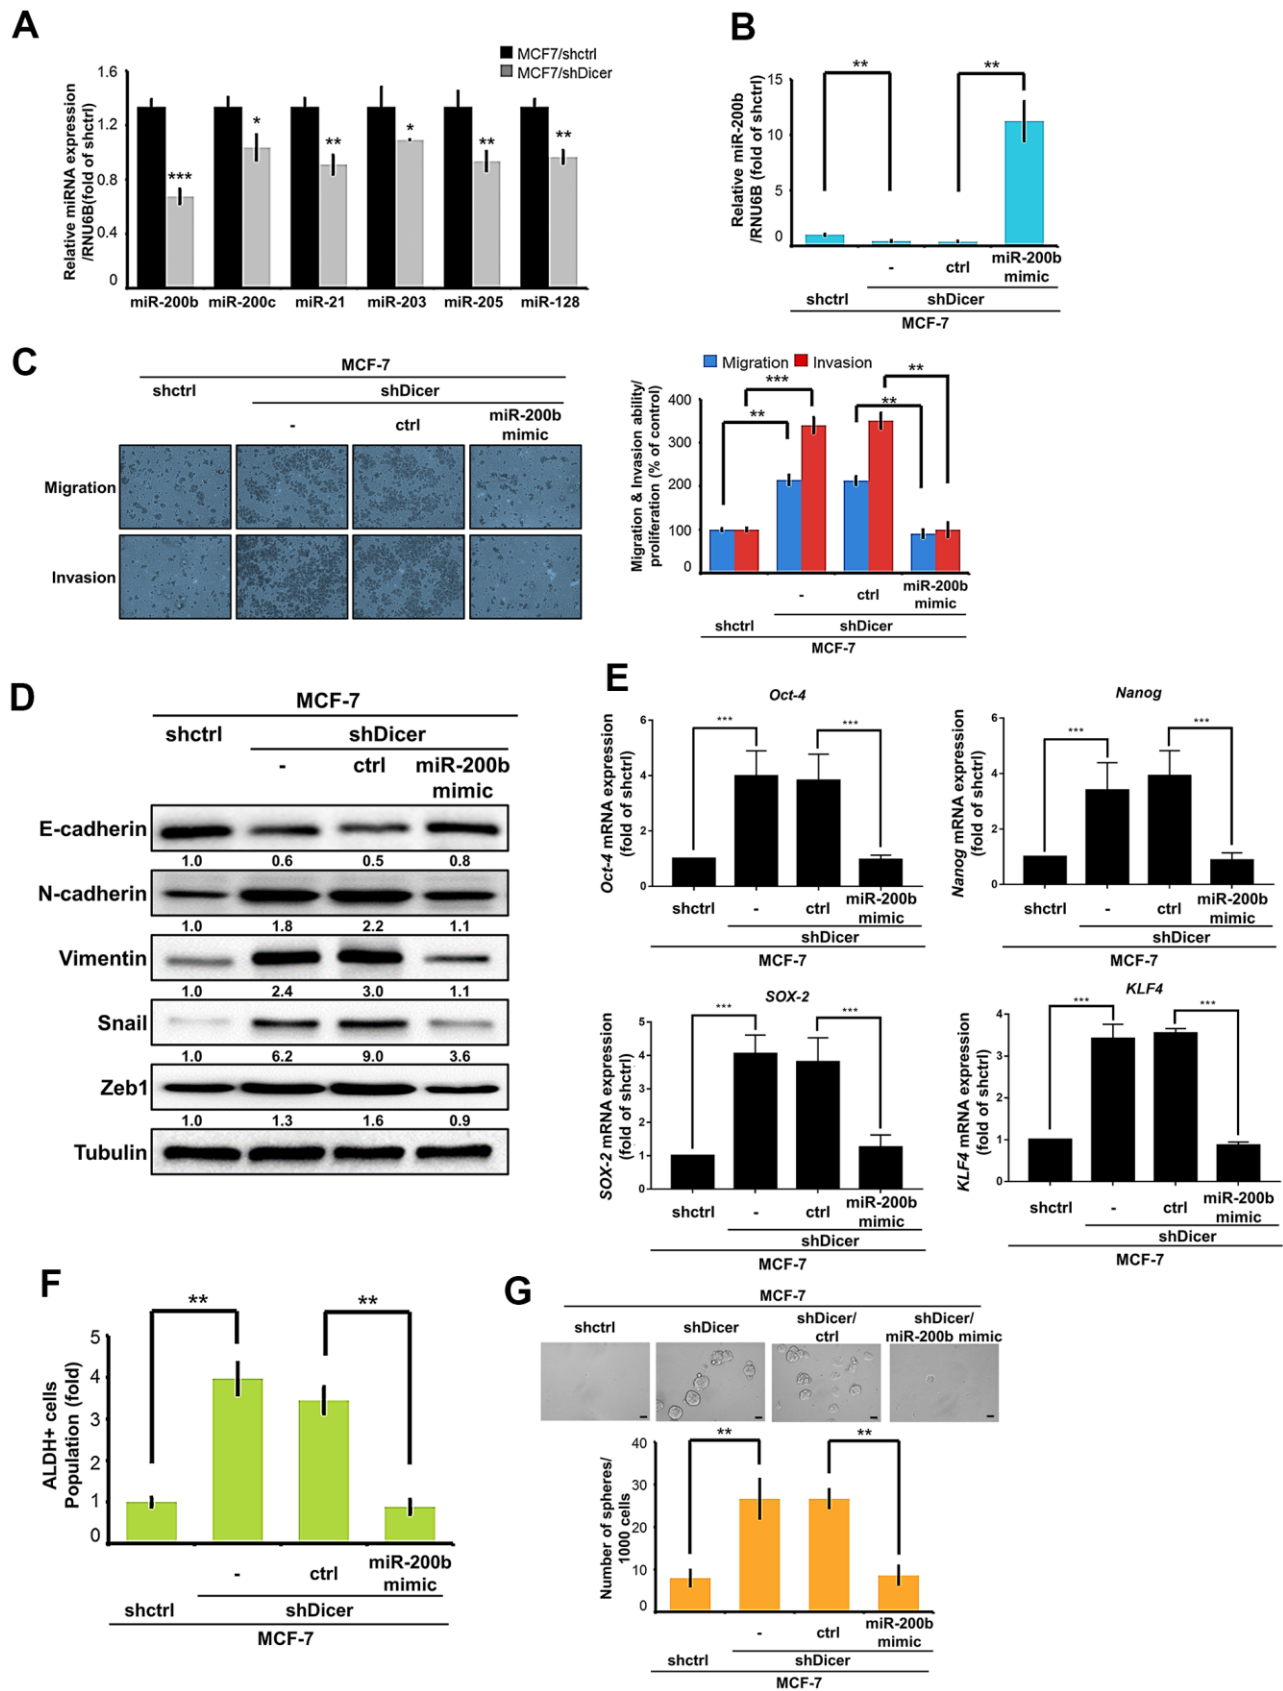 A
MCF7/shctrl
MCF7/shDicer
Relative miRNA expression
/RNU6B(fold of shctrl)
1.6
1.2
0.8
0.4
0
***
*
**
*
**
**
miR-200b miR-200c miR-21 miR-203 miR-205 miR-128
B
Relative miR-200b
/RNU6B (fold of shctrl)
15
10
5
0
** **
- ctrl miR-200b
mimic
shctrl shDicer
MCF-7
C
MCF-7
shctrl shDicer
- ctrl miR-200b
mimic
Migration
Invasion
Migration Invasion
Migration & Invasion ability/
proliferation (% of control)
400
300
200
100
0
** *** ** **
- ctrl miR-200b
mimic
shctrl shDicer
MCF-7
D
MCF-7
shctrl shDicer
- ctrl miR-200b
mimic
E-cadherin
1.0 0.6 0.5 0.8
N-cadherin
1.0 1.8 2.2 1.1
Vimentin
1.0 2.4 3.0 1.1
Snail
1.0 6.2 9.0 3.6
Zeb1
1.0 1.3 1.6 0.9
Tubulin
E
Oct-4
Oct-4 mRNA expression
(fold of shctrl)
6
4
2
0
*** ***
shctrl - ctrl miR-200b
mimic
shDicer
MCF-7
Nanog
Nanog mRNA expression
(fold of shctrl)
6
4
2
0
*** ***
shctrl - ctrl miR-200b
mimic
shDicer
MCF-7
SOX-2
SOX-2 mRNA expression
(fold of shctrl)
5
4
3
2
1
0
*** ***
shctrl - ctrl miR-200b
mimic
shDicer
MCF-7
KLF4
KLF4 mRNA expression
(fold of shctrl)
4
3
2
1
0
*** ***
shctrl - ctrl miR-200b
mimic
shDicer
MCF-7
F
ALDH+ cells
Population (fold)
5
4
3
2
1
0
** **
- ctrl miR-200b
mimic
shctrl shDicer
MCF-7
G
MCF-7
shctrl shDicer shDicer/
ctrl shDicer/
miR-200b mimic
Number of spheres/
1000 cells
40
30
20
10
0
** **
- ctrl miR-200b
mimic
shctrl shDicer
MCF-7